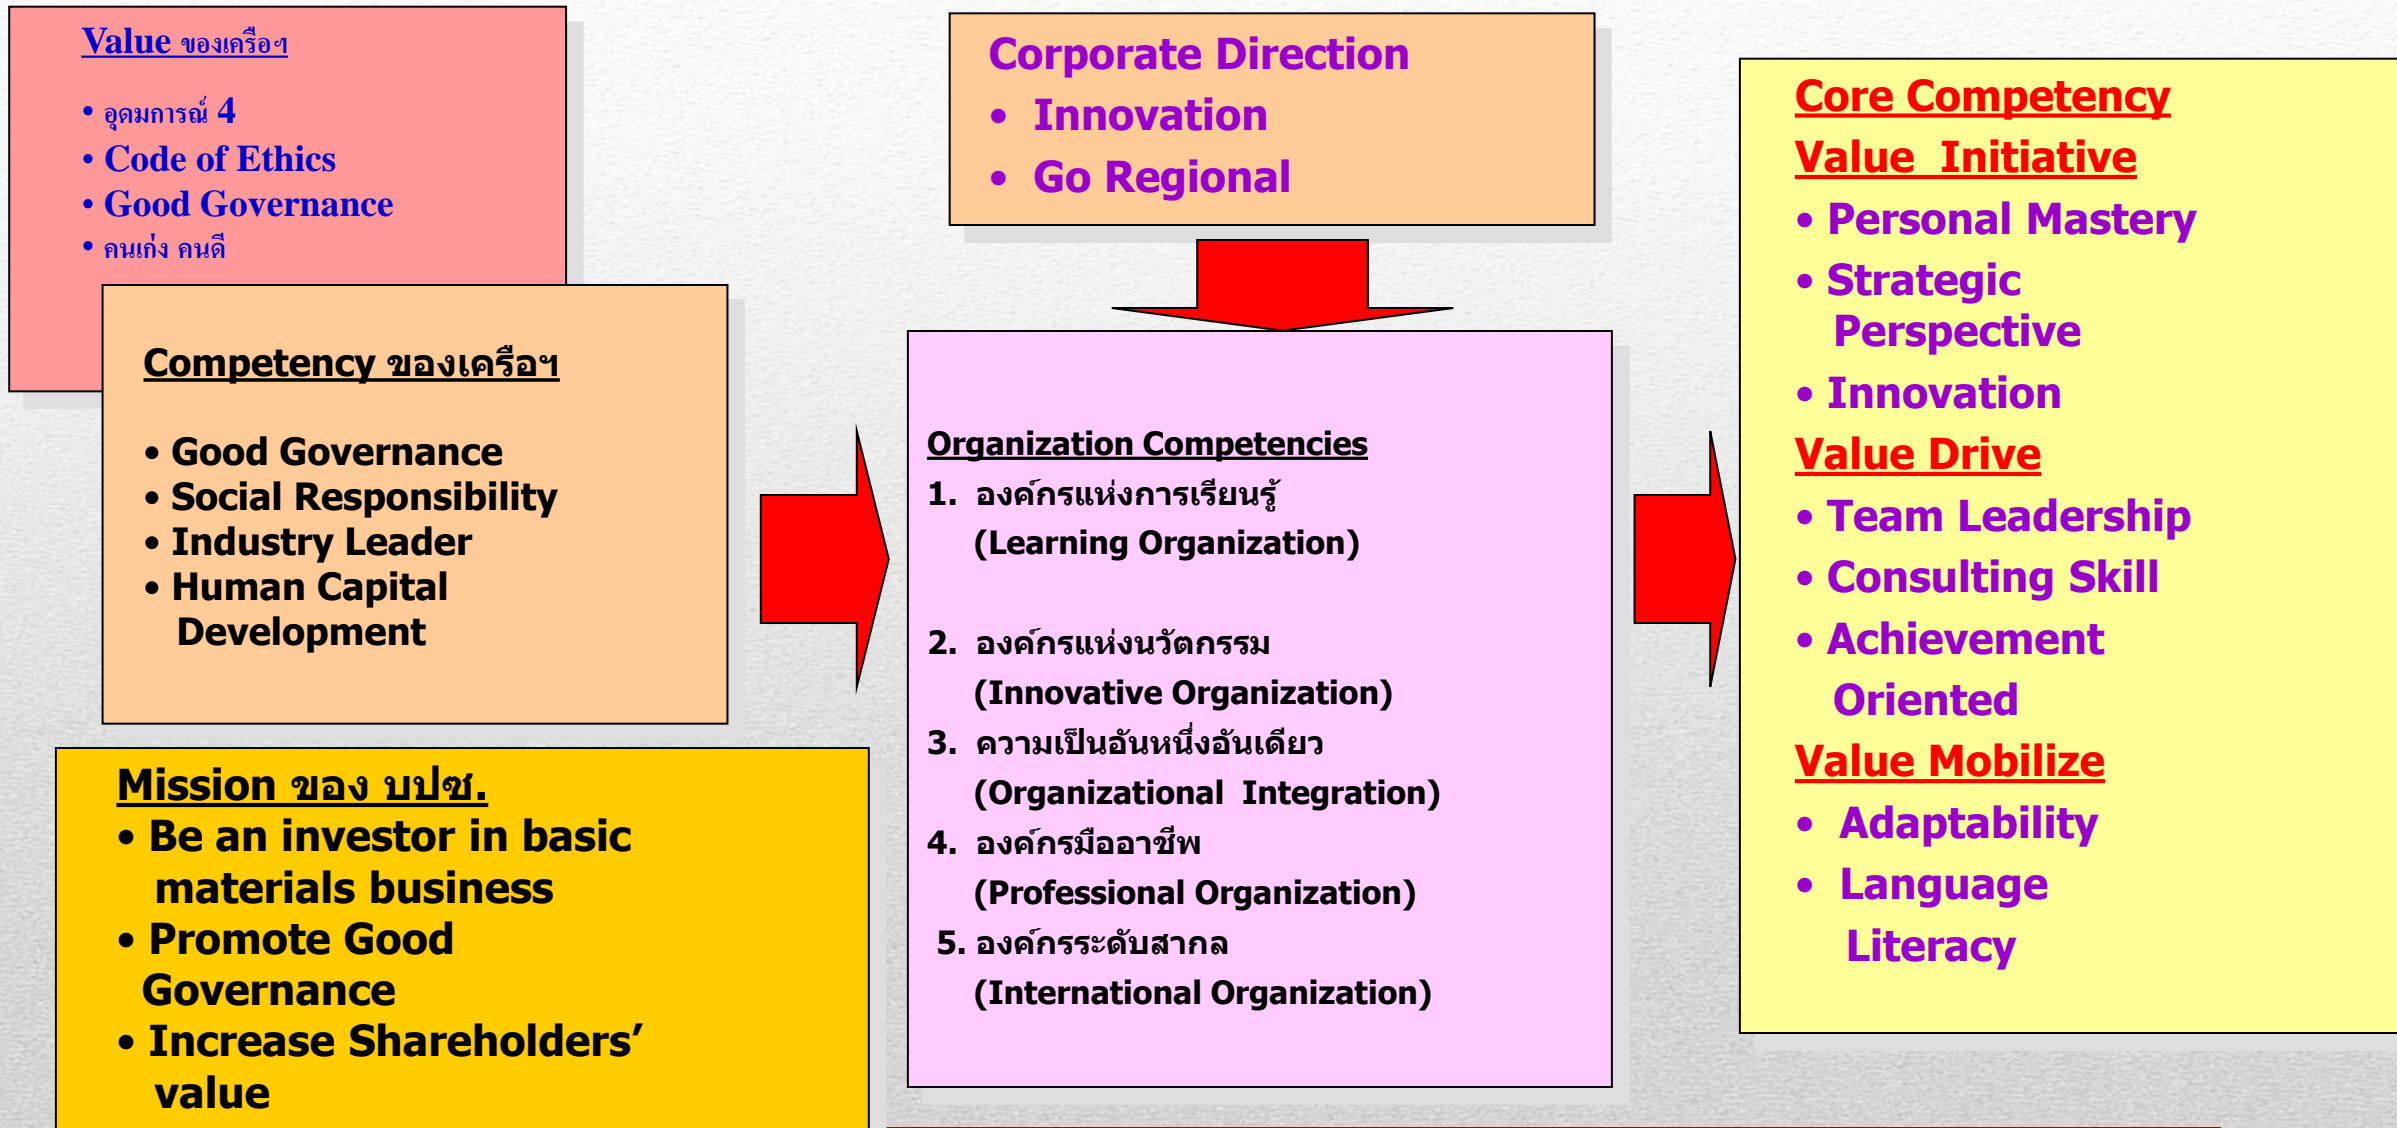 Value ของเครือฯ
• อุดมการณ์ 4
• Code of Ethics
• Good Governance
• คนเก่ง คนดี
Competency ของเครือฯ
• Good Governance
• Social Responsibility
• Industry Leader
• Human Capital
Development
Mission ของ บปซ.
• Be an investor in basic
materials business
• Promote Good
Governance
• Increase Shareholders’
value
Corporate Direction
• Innovation
• Go Regional
Organization Competencies
1. องค์กรแห่งการเรียนรู้
(Learning Organization)
2. องค์กรแห่งนวัตกรรม
(Innovative Organization)
3. ความเป็นอันหนึ่งอันเดียว
(Organizational Integration)
4. องค์กรมืออาชีพ
(Professional Organization)
5. องค์กรระดับสากล
(International Organization)
Core Competency
Value Initiative
• Personal Mastery
• Strategic
Perspective
• Innovation
Value Drive
• Team Leadership
• Consulting Skill
• Achievement
Oriented
Value Mobilize
• Adaptability
• Language
Literacy